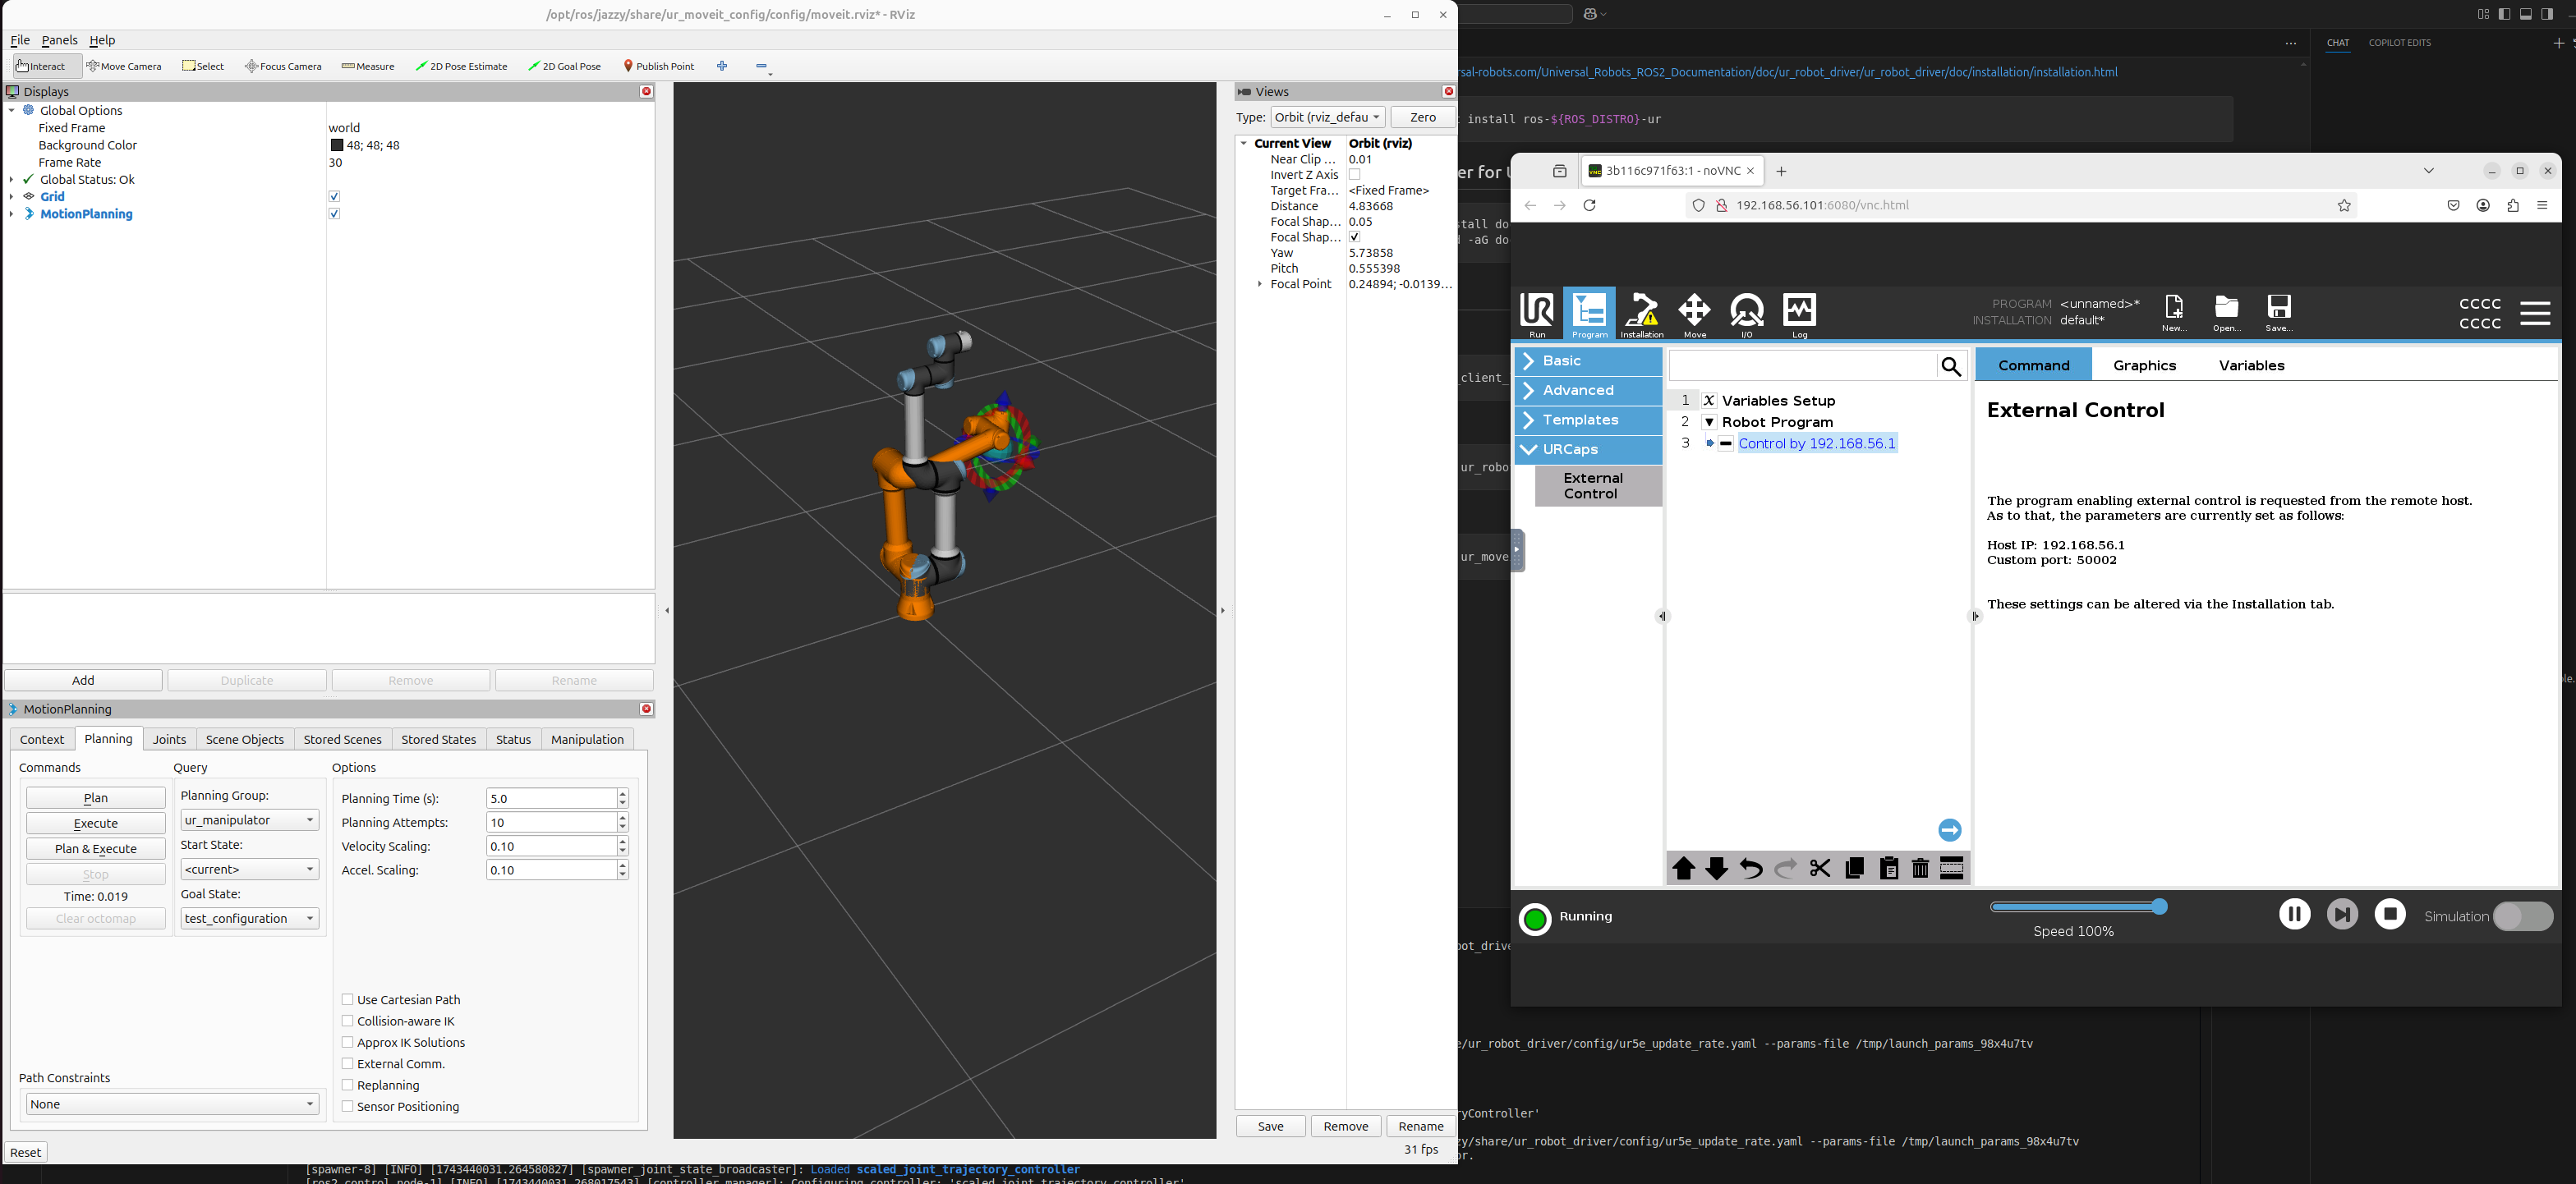 /opt/ros/jazzy/share/ur_moveit_config/config/moveit.rviz* - RViz
File Panels Help
Interact Move Camera Select Focus Camera Measure 2D Pose Estimate 2D Goal Pose Publish Point
Displays
Global Options
Fixed Frame world
Background Color 48; 48; 48
Frame Rate 30
Global Status: Ok
Grid
MotionPlanning
Add Duplicate Remove Rename
MotionPlanning
Context Planning Joints Scene Objects Stored Scenes Stored States Status Manipulation
Commands Query Options
Plan
Execute
Plan & Execute
Stop
Time: 0.019
Clear octomap
Planning Group:
ur_manipulator
Start State:
<current>
Goal State:
test_configuration
Planning Time (s): 5.0
Planning Attempts: 10
Velocity Scaling: 0.10
Accel. Scaling: 0.10
Use Cartesian Path
Collision-aware IK
Approx IK Solutions
External Comm.
Replanning
Sensor Positioning
Path Constraints
None
Reset
Views
Type: Orbit (rviz_defau Zero
Current View Orbit (rviz)
Near Clip ... 0.01
Invert Z Axis
Target Fra... <Fixed Frame>
Distance 4.83668
Focal Shap... 0.05
Focal Shap...
Yaw 5.73858
Pitch 0.555398
Focal Point 0.24894; -0.0139...
Save Remove Rename
31 fps
CHAT COPILOT EDITS
sal-robots.com/Universal_Robots_ROS2_Documentation/doc/ur_robot_driver/ur_robot_driver/doc/installation/installation.html
t install ros-${ROS_DISTRO}-ur
er for U
stall do
-aG do
_client_
ur_robo
ur_move
3b116c971f63:1 - noVNC
192.168.56.101:6080/vnc.html
Run Program Installation Move I/O Log
PROGRAM <unnamed>*
INSTALLATION default*
New... Open... Save...
CCCC
CCCC
Basic
Advanced
Templates
URCaps
External
Control
1 X Variables Setup
2 Robot Program
3 Control by 192.168.56.1
Command Graphics Variables
External Control
The program enabling external control is requested from the remote host.
As to that, the parameters are currently set as follows:
Host IP: 192.168.56.1
Custom port: 50002
These settings can be altered via the Installation tab.
Running
Speed 100%
Simulation
le.
bot_drive
e/ur_robot_driver/config/ur5e_update_rate.yaml --params-file /tmp/launch_params_98x4u7tv
ryController'
zy/share/ur_robot_driver/config/ur5e_update_rate.yaml --params-file /tmp/launch_params_98x4u7tv
or.
[spawner-8] [INFO] [1743440031.264580827] [spawner_joint_state_broadcaster]: Loaded scaled_joint_trajectory_controller
[ros2_control_node-1] [INFO] [1743440031.268017543] [controller_manager]: Configuring controller: 'scaled_joint_trajectory_controller'